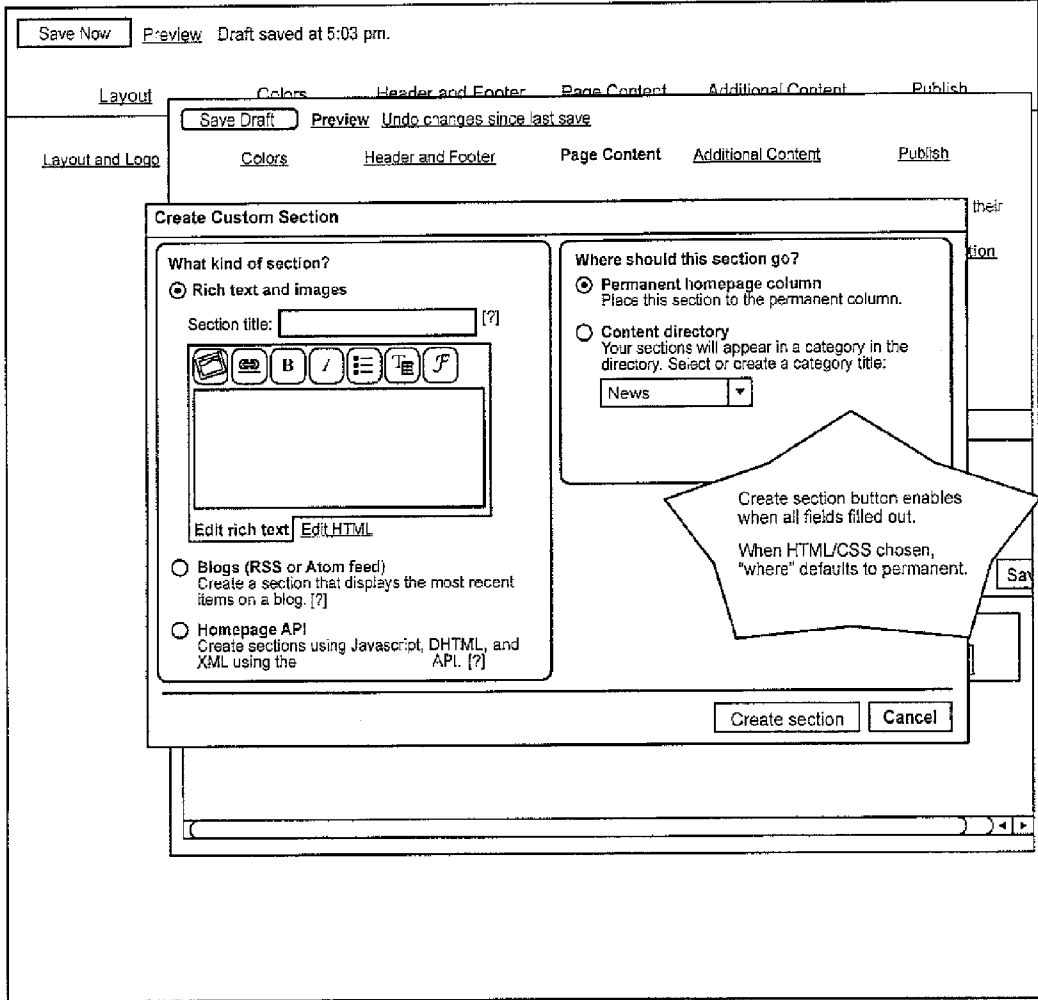 Save Now Preview Draft saved at 5:03 pm.
Layout Colors Header and Footer Page Content Additional Content Publish
Save Draft Preview Undo changes since last save
Layout and Logo Colors Header and Footer Page Content Additional Content Publish
their
Create Custom Section
What kind of section?
Rich text and images
Section title: [?]
B I T F
Edit rich text Edit HTML
Blogs (RSS or Atom feed)
Create a section that displays the most recent
items on a blog. [?]
Homepage API
Create sections using Javascript, DHTML, and
XML using the API. [?]
Where should this section go?
Permanent homepage column
Place this section to the permanent column.
Content directory
Your sections will appear in a category in the
directory. Select or create a category title:
News
Create section button enables
when all fields filled out.
When HTML/CSS chosen,
"where" defaults to permanent.
Create section Cancel